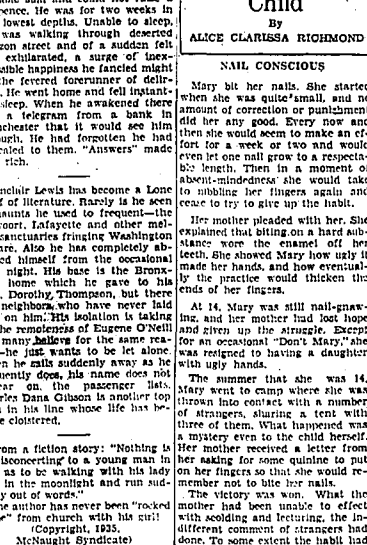 pence. He was for two weeks in
lowest depths. Unable to sleep,
was walking through deserted
zon street and of a sudden felt
exhilarated, a surge of inex-
ssible happiness he fancied might
the fevered forerunner of delir-
. He went home and fell instant-
sleep. When he awakened there
a telegram from a bank in
nchester that it would see him
ough. He had forgotten he had
ealed to them. "Answers" made
rich.
nclair Lewis has become a Lone
f of literature. Rarely is he seen
haunts he used to frequent—the
voort, Lafayette and other mel-
sanctuaries fringing Washington
are. Also he has completely ab-
ed himself from the occasional
night. His base is the Bronx-
home which he gave to his
, Dorothy Thompson, but there
neighbors who have never laid
on him. His isolation is taking
the remoteness of Eugene O'Neill
many believe for the same rea-
—he just wants to be let alone.
en he sails suddenly away as he
uently does, his name does not
ear on the passenger lists.
rles Dana Gibson is another top
in his line whose life has be-
e cloistered.
rom a fiction story: "Nothing is
isconcerting to a young man in
as to be walking with his lady
in the moonlight and run sud-
y out of words."
he author has never been "rocked
e" from church with his girl!
(Copyright, 1935,
McNaught Syndicate)
Child
By
ALICE CLARISSA RICHMOND
NAIL CONSCIOUS
Mary bit her nails. She started
when she was quite small, and no
amount of correction or punishment
did her any good. Every now and
then she would seem to make an ef-
fort for a week or two and would
even let one nail grow to a respecta-
ble length. Then in a moment of
absent-mindedness she would take
to nibbling her fingers again and
cease to try to give up the habit.
Her mother pleaded with her. She
explained that biting on a hard sub-
stance wore the enamel off her
teeth. She showed Mary how ugly it
made her hands, and how eventual-
ly the practice would thicken the
ends of her fingers.
At 14, Mary was still nail-gnaw-
ing, and her mother had lost hope
and given up the struggle. Except
for an occasional "Don't Mary," she
was resigned to having a daughter
with ugly hands.
The summer that she was 14,
Mary went to camp where she was
thrown into contact with a number
of strangers, sharing a tent with
three of them. What happened was
a mystery even to the child herself.
Her mother received a letter from
her asking for some quinine to put
on her fingers so that she would re-
member not to bite her nails.
The victory was won. What the
mother had been unable to effect
with scolding and lecturing, the in-
different comment of strangers had
done. To some extent the habit had